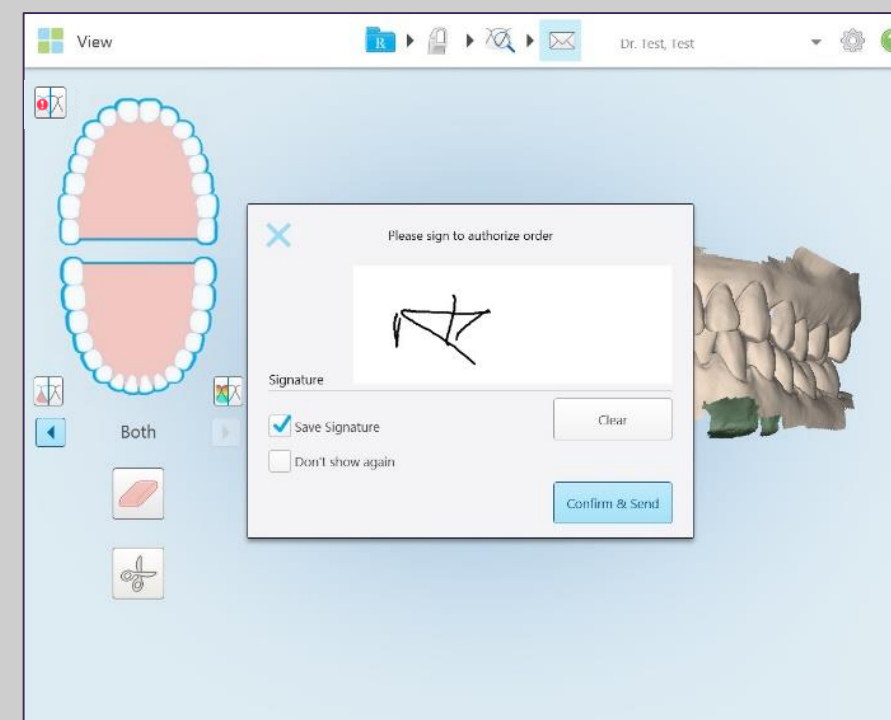 View
R
Dr. Test, Test
Please sign to authorize order
Signature
Save Signature
Clear
Don't show again
Both
Confirm & Send